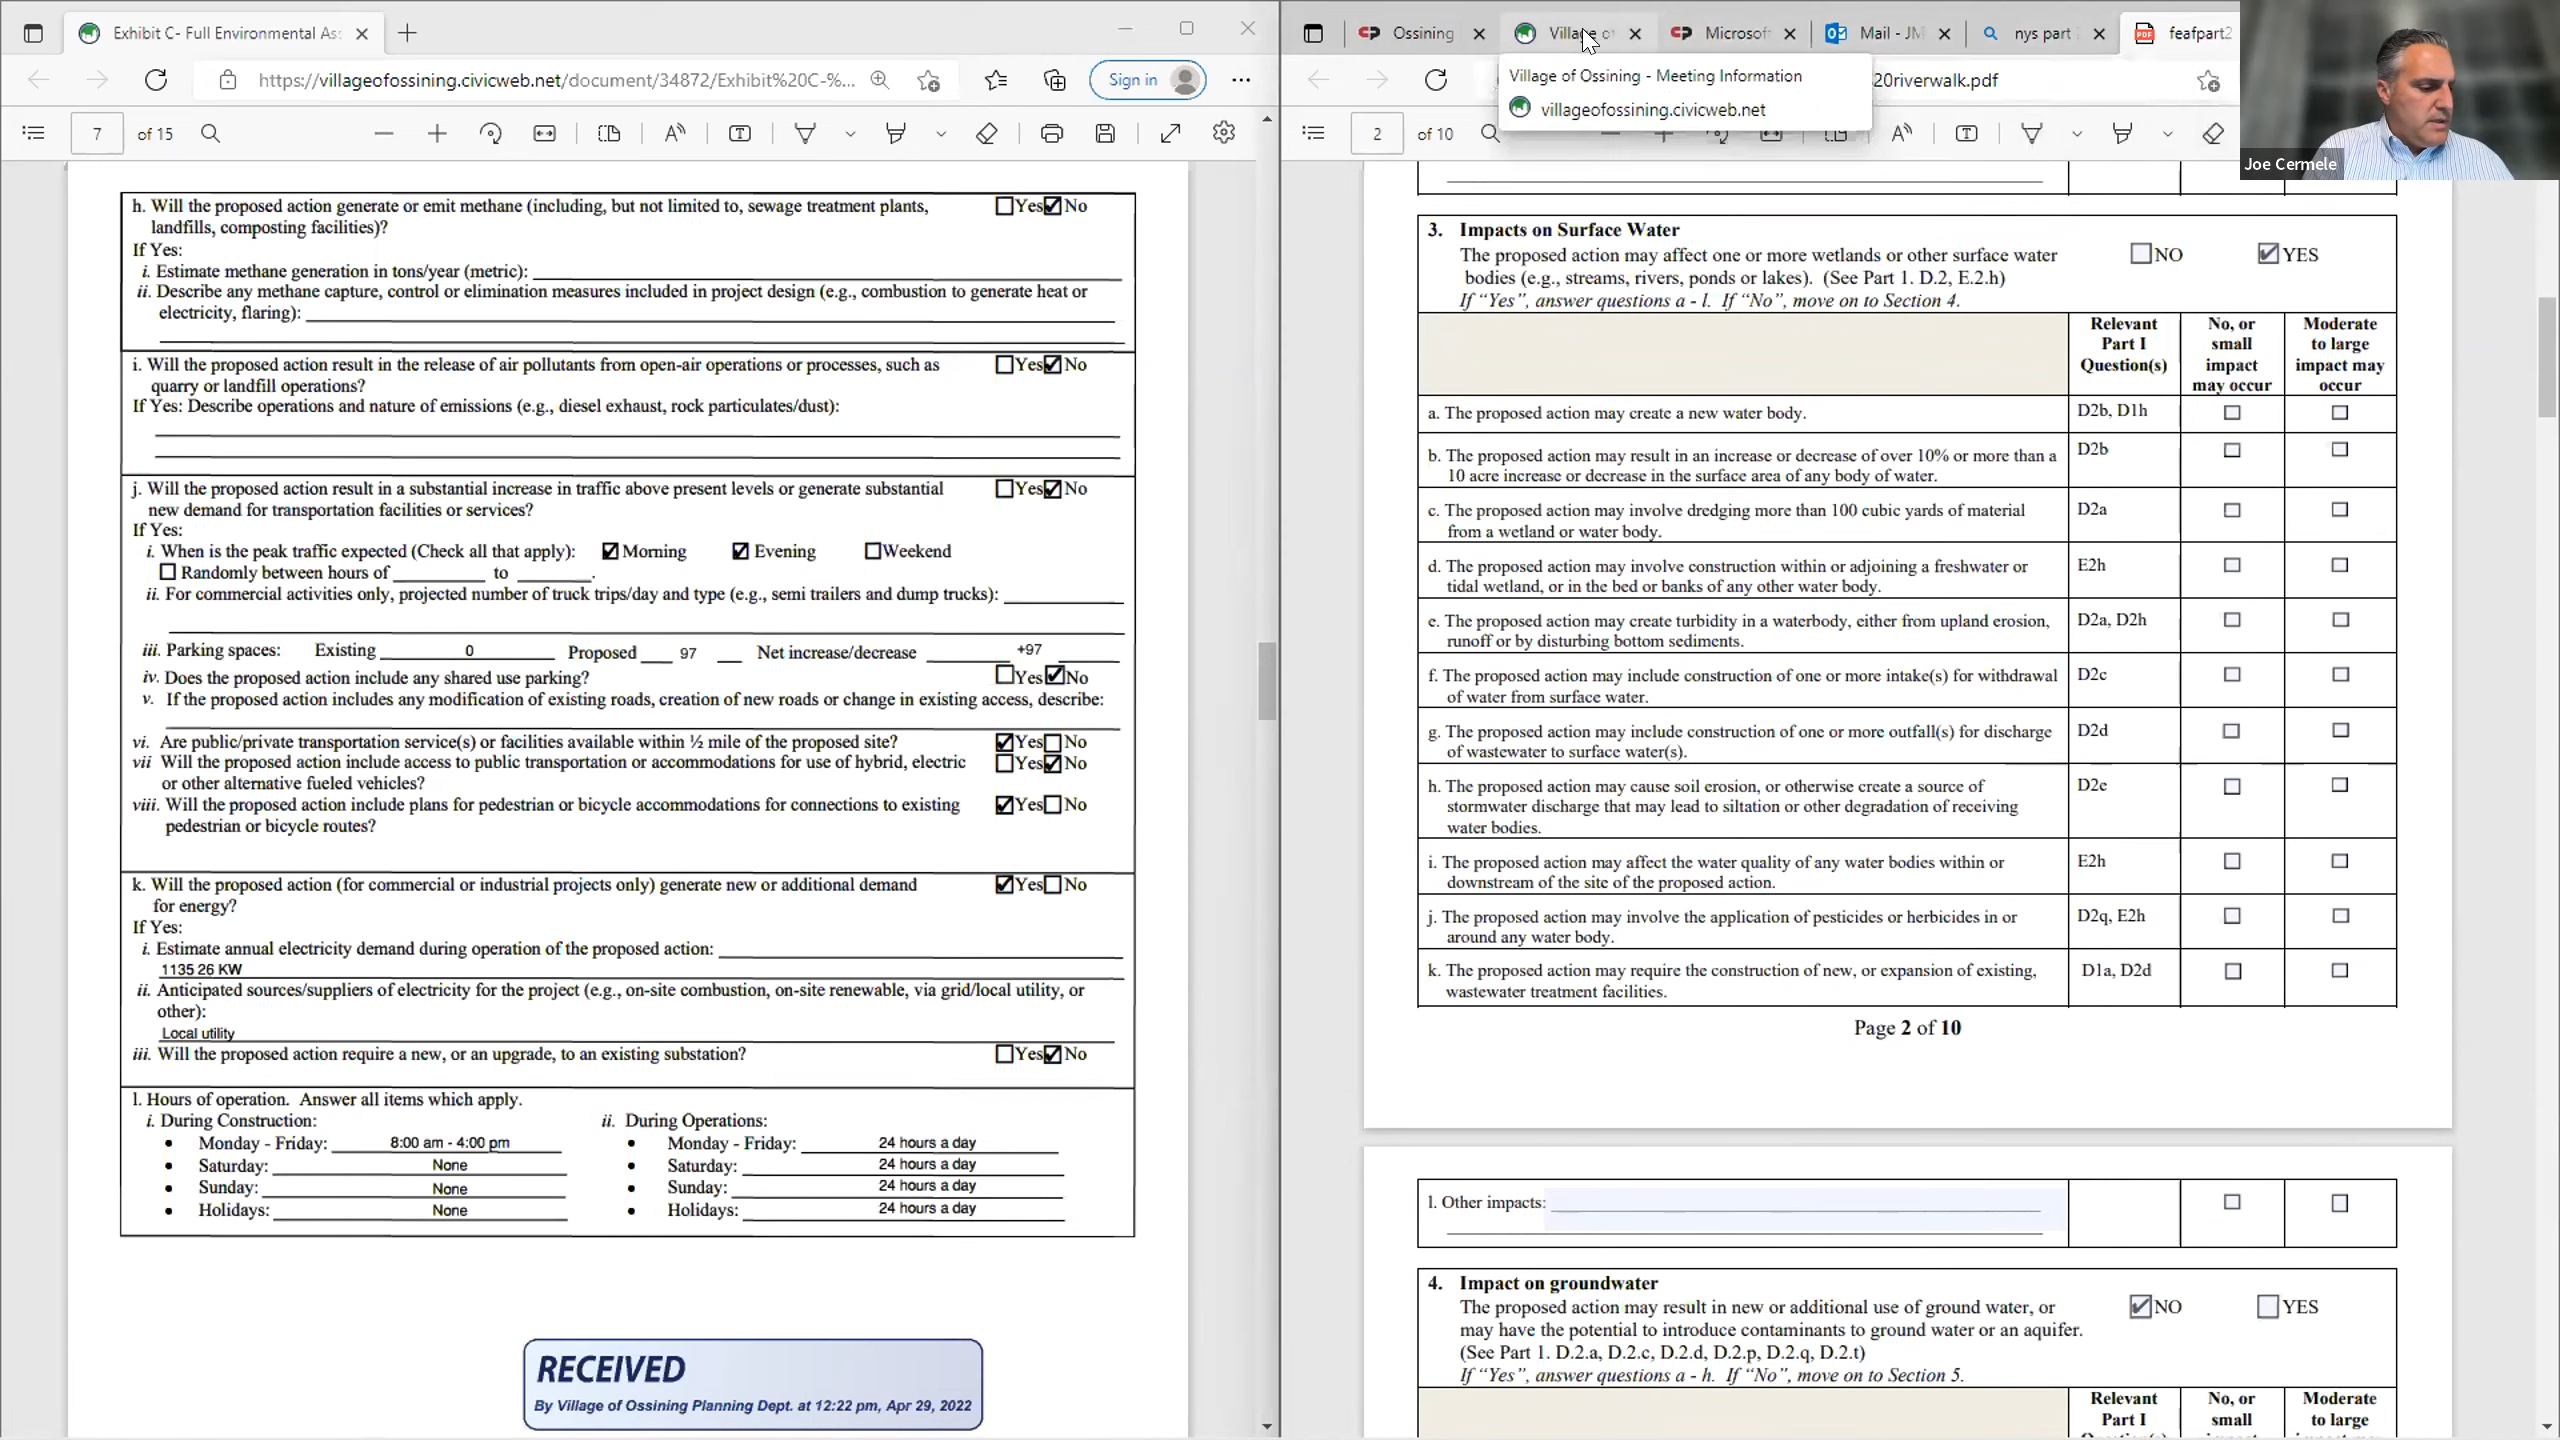 Exhibit C- Full Environmental As
Ossining
Village o
Microsof
Mail - JM
nys part
feafpart2
https://villageofossining.civicweb.net/document/34872/Exhibit%20C-%...
Sign in
Village of Ossining - Meeting Information
villageofossining.civicweb.net
20riverwalk.pdf
Joe Cermele
7 of 15
2 of 10
h. Will the proposed action generate or emit methane (including, but not limited to, sewage treatment plants, Yes No
landfills, composting facilities)?
If Yes:
i. Estimate methane generation in tons/year (metric):
ii. Describe any methane capture, control or elimination measures included in project design (e.g., combustion to generate heat or
electricity, flaring):
i. Will the proposed action result in the release of air pollutants from open-air operations or processes, such as Yes No
quarry or landfill operations?
If Yes: Describe operations and nature of emissions (e.g., diesel exhaust, rock particulates/dust):
j. Will the proposed action result in a substantial increase in traffic above present levels or generate substantial Yes No
new demand for transportation facilities or services?
If Yes:
i. When is the peak traffic expected (Check all that apply): Morning Evening Weekend
Randomly between hours of ________ to ________.
ii. For commercial activities only, projected number of truck trips/day and type (e.g., semi trailers and dump trucks):
iii. Parking spaces: Existing 0 Proposed 97 Net increase/decrease +97
iv. Does the proposed action include any shared use parking? Yes No
v. If the proposed action includes any modification of existing roads, creation of new roads or change in existing access, describe:
vi. Are public/private transportation service(s) or facilities available within ½ mile of the proposed site? Yes No
vii Will the proposed action include access to public transportation or accommodations for use of hybrid, electric Yes No
or other alternative fueled vehicles?
viii. Will the proposed action include plans for pedestrian or bicycle accommodations for connections to existing Yes No
pedestrian or bicycle routes?
k. Will the proposed action (for commercial or industrial projects only) generate new or additional demand Yes No
for energy?
If Yes:
i. Estimate annual electricity demand during operation of the proposed action:
1135 26 KW
ii. Anticipated sources/suppliers of electricity for the project (e.g., on-site combustion, on-site renewable, via grid/local utility, or
other):
Local utility
iii. Will the proposed action require a new, or an upgrade, to an existing substation? Yes No
l. Hours of operation. Answer all items which apply.
i. During Construction: ii. During Operations:
• Monday - Friday: 8:00 am - 4:00 pm • Monday - Friday: 24 hours a day
• Saturday: None • Saturday: 24 hours a day
• Sunday: None • Sunday: 24 hours a day
• Holidays: None • Holidays: 24 hours a day
RECEIVED
By Village of Ossining Planning Dept. at 12:22 pm, Apr 29, 2022
3. Impacts on Surface Water
The proposed action may affect one or more wetlands or other surface water NO YES
bodies (e.g., streams, rivers, ponds or lakes). (See Part 1. D.2, E.2.h)
If “Yes”, answer questions a - l. If “No”, move on to Section 4.
Relevant No, or Moderate
Part I small to large
Question(s) impact impact may
may occur occur
a. The proposed action may create a new water body. D2b, D1h
b. The proposed action may result in an increase or decrease of over 10% or more than a D2b
10 acre increase or decrease in the surface area of any body of water.
c. The proposed action may involve dredging more than 100 cubic yards of material D2a
from a wetland or water body.
d. The proposed action may involve construction within or adjoining a freshwater or E2h
tidal wetland, or in the bed or banks of any other water body.
e. The proposed action may create turbidity in a waterbody, either from upland erosion, D2a, D2h
runoff or by disturbing bottom sediments.
f. The proposed action may include construction of one or more intake(s) for withdrawal D2c
of water from surface water.
g. The proposed action may include construction of one or more outfall(s) for discharge D2d
of wastewater to surface water(s).
h. The proposed action may cause soil erosion, or otherwise create a source of D2e
stormwater discharge that may lead to siltation or other degradation of receiving
water bodies.
i. The proposed action may affect the water quality of any water bodies within or E2h
downstream of the site of the proposed action.
j. The proposed action may involve the application of pesticides or herbicides in or D2q, E2h
around any water body.
k. The proposed action may require the construction of new, or expansion of existing, D1a, D2d
wastewater treatment facilities.
Page 2 of 10
l. Other impacts:
4. Impact on groundwater
The proposed action may result in new or additional use of ground water, or NO YES
may have the potential to introduce contaminants to ground water or an aquifer.
(See Part 1. D.2.a, D.2.c, D.2.d, D.2.p, D.2.q, D.2.t)
If “Yes”, answer questions a - h. If “No”, move on to Section 5.
Relevant No, or Moderate
Part I small to large